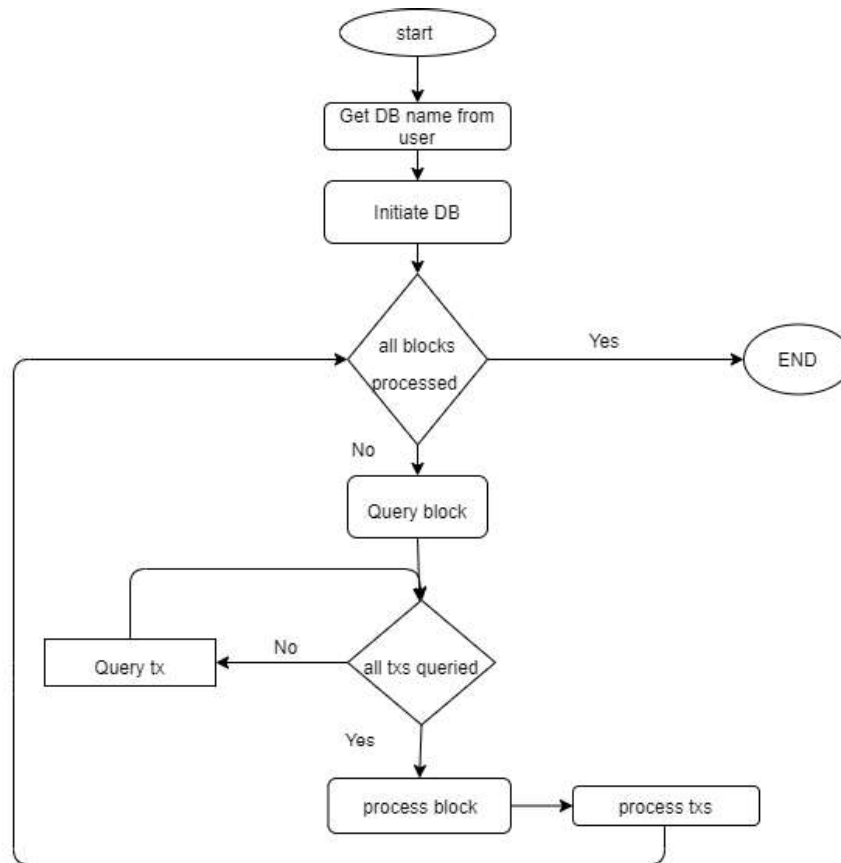 start
Get DB name from
user
Initiate DB
all blocks
processed
Yes
END
No
Query block
No
Query tx
all txs queried
Yes
process block
process txs